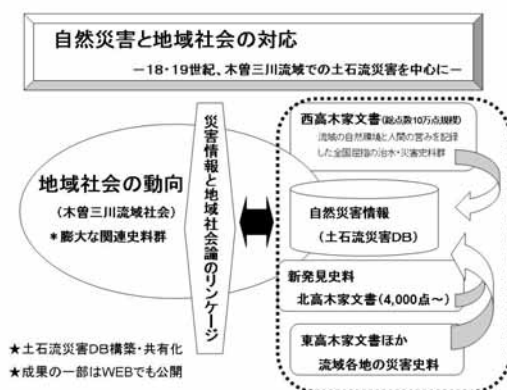 自然災害と地域社会の対応
－18・19世紀、木曽三川流域での土石流災害を中心に－
地域社会の動向
（木曽三川流域社会）
＊膨大な関連史料群
災害情報と地域社会論のリンケージ
西高木家文書（総点数10万点規模）
流域の自然環境と人間の営みを記録
した全国屈指の治水・災害史料群
自然災害情報
（土石流災害DB）
新発見史料
北高木家文書（4,000点～）
東高木家文書ほか
流域各地の災害史料
★土石流災害DB構築・共有化
★成果の一部はWEBでも公開